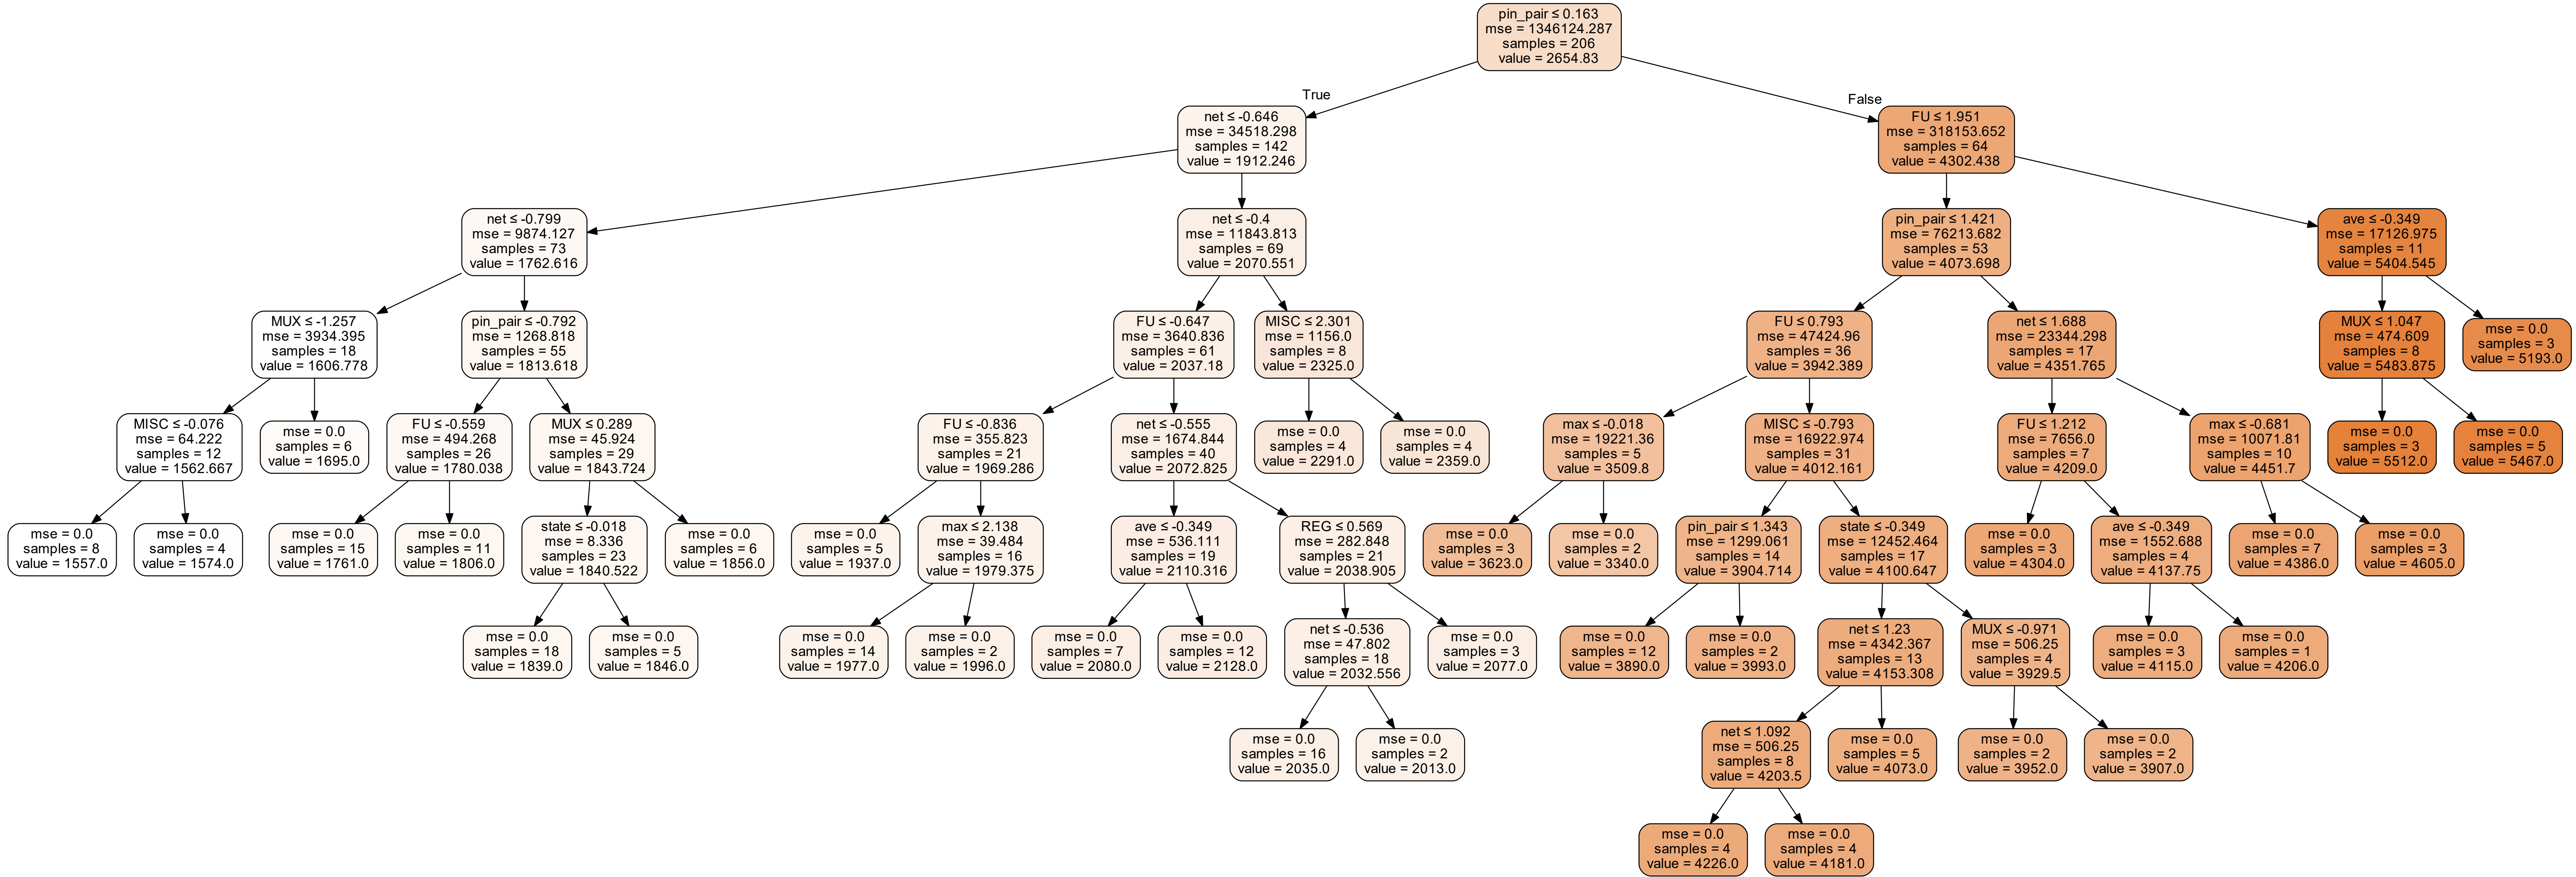 pin_pair ≤ 0.163
mse = 1346124.287
samples = 206
value = 2654.83
True
False
net ≤ -0.646
mse = 34518.298
samples = 142
value = 1912.246
FU ≤ 1.951
mse = 318153.652
samples = 64
value = 4302.438
net ≤ -0.799
mse = 9874.127
samples = 73
value = 1762.616
net ≤ -0.4
mse = 11843.813
samples = 69
value = 2070.551
pin_pair ≤ 1.421
mse = 76213.682
samples = 53
value = 4073.698
ave ≤ -0.349
mse = 17126.975
samples = 11
value = 5404.545
MUX ≤ -1.257
mse = 3934.395
samples = 18
value = 1606.778
pin_pair ≤ -0.792
mse = 1268.818
samples = 55
value = 1813.618
FU ≤ -0.647
mse = 3640.836
samples = 61
value = 2037.18
MISC ≤ 2.301
mse = 1156.0
samples = 8
value = 2325.0
FU ≤ 0.793
mse = 47424.96
samples = 36
value = 3942.389
net ≤ 1.688
mse = 23344.298
samples = 17
value = 4351.765
MUX ≤ 1.047
mse = 474.609
samples = 8
value = 5483.875
mse = 0.0
samples = 3
value = 5193.0
MISC ≤ -0.076
mse = 64.222
samples = 12
value = 1562.667
mse = 0.0
samples = 6
value = 1695.0
FU ≤ -0.559
mse = 494.268
samples = 26
value = 1780.038
MUX ≤ 0.289
mse = 45.924
samples = 29
value = 1843.724
FU ≤ -0.836
mse = 355.823
samples = 21
value = 1969.286
net ≤ -0.555
mse = 1674.844
samples = 40
value = 2072.825
mse = 0.0
samples = 4
value = 2291.0
mse = 0.0
samples = 4
value = 2359.0
max ≤ -0.018
mse = 19221.36
samples = 5
value = 3509.8
MISC ≤ -0.793
mse = 16922.974
samples = 31
value = 4012.161
FU ≤ 1.212
mse = 7656.0
samples = 7
value = 4209.0
max ≤ -0.681
mse = 10071.81
samples = 10
value = 4451.7
mse = 0.0
samples = 3
value = 5512.0
mse = 0.0
samples = 5
value = 5467.0
mse = 0.0
samples = 8
value = 1557.0
mse = 0.0
samples = 4
value = 1574.0
mse = 0.0
samples = 15
value = 1761.0
mse = 0.0
samples = 11
value = 1806.0
state ≤ -0.018
mse = 8.336
samples = 23
value = 1840.522
mse = 0.0
samples = 6
value = 1856.0
mse = 0.0
samples = 5
value = 1937.0
max ≤ 2.138
mse = 39.484
samples = 16
value = 1979.375
ave ≤ -0.349
mse = 536.111
samples = 19
value = 2110.316
REG ≤ 0.569
mse = 282.848
samples = 21
value = 2038.905
mse = 0.0
samples = 3
value = 3623.0
mse = 0.0
samples = 2
value = 3340.0
pin_pair ≤ 1.343
mse = 1299.061
samples = 14
value = 3904.714
state ≤ -0.349
mse = 12452.464
samples = 17
value = 4100.647
mse = 0.0
samples = 3
value = 4304.0
ave ≤ -0.349
mse = 1552.688
samples = 4
value = 4137.75
mse = 0.0
samples = 7
value = 4386.0
mse = 0.0
samples = 3
value = 4605.0
mse = 0.0
samples = 18
value = 1839.0
mse = 0.0
samples = 5
value = 1846.0
mse = 0.0
samples = 14
value = 1977.0
mse = 0.0
samples = 2
value = 1996.0
mse = 0.0
samples = 7
value = 2080.0
mse = 0.0
samples = 12
value = 2128.0
net ≤ -0.536
mse = 47.802
samples = 18
value = 2032.556
mse = 0.0
samples = 3
value = 2077.0
mse = 0.0
samples = 12
value = 3890.0
mse = 0.0
samples = 2
value = 3993.0
net ≤ 1.23
mse = 4342.367
samples = 13
value = 4153.308
MUX ≤ -0.971
mse = 506.25
samples = 4
value = 3929.5
mse = 0.0
samples = 3
value = 4115.0
mse = 0.0
samples = 1
value = 4206.0
mse = 0.0
samples = 16
value = 2035.0
mse = 0.0
samples = 2
value = 2013.0
net ≤ 1.092
mse = 506.25
samples = 8
value = 4203.5
mse = 0.0
samples = 5
value = 4073.0
mse = 0.0
samples = 2
value = 3952.0
mse = 0.0
samples = 2
value = 3907.0
mse = 0.0
samples = 4
value = 4226.0
mse = 0.0
samples = 4
value = 4181.0